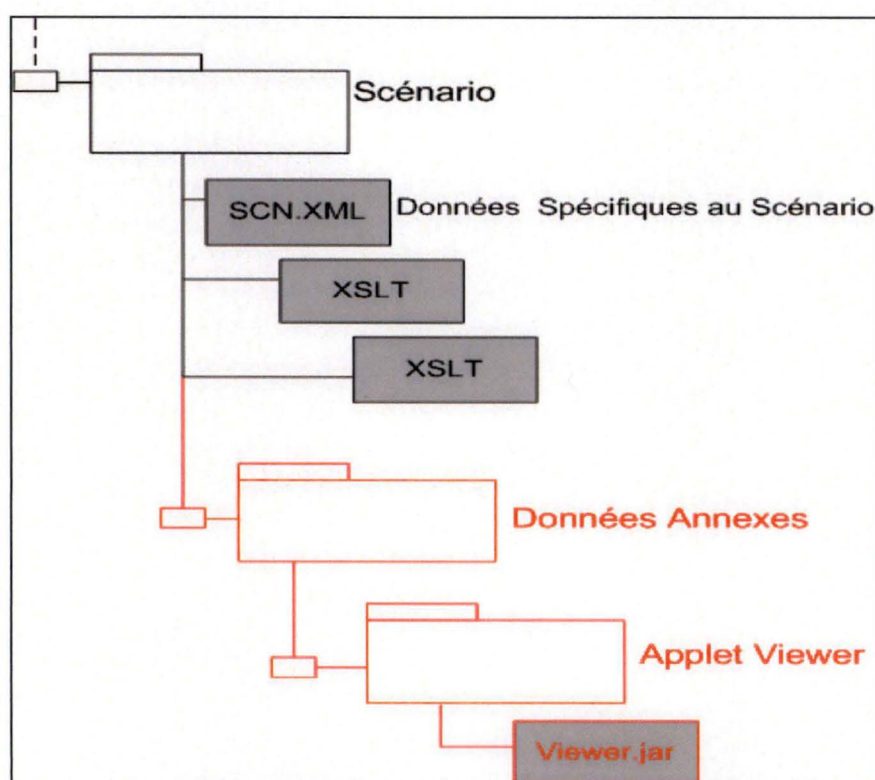 Scénario
SCN.XML Données Spécifiques au Scénario
XSLT
XSLT
Données Annexes
Applet Viewer
Viewer.jar